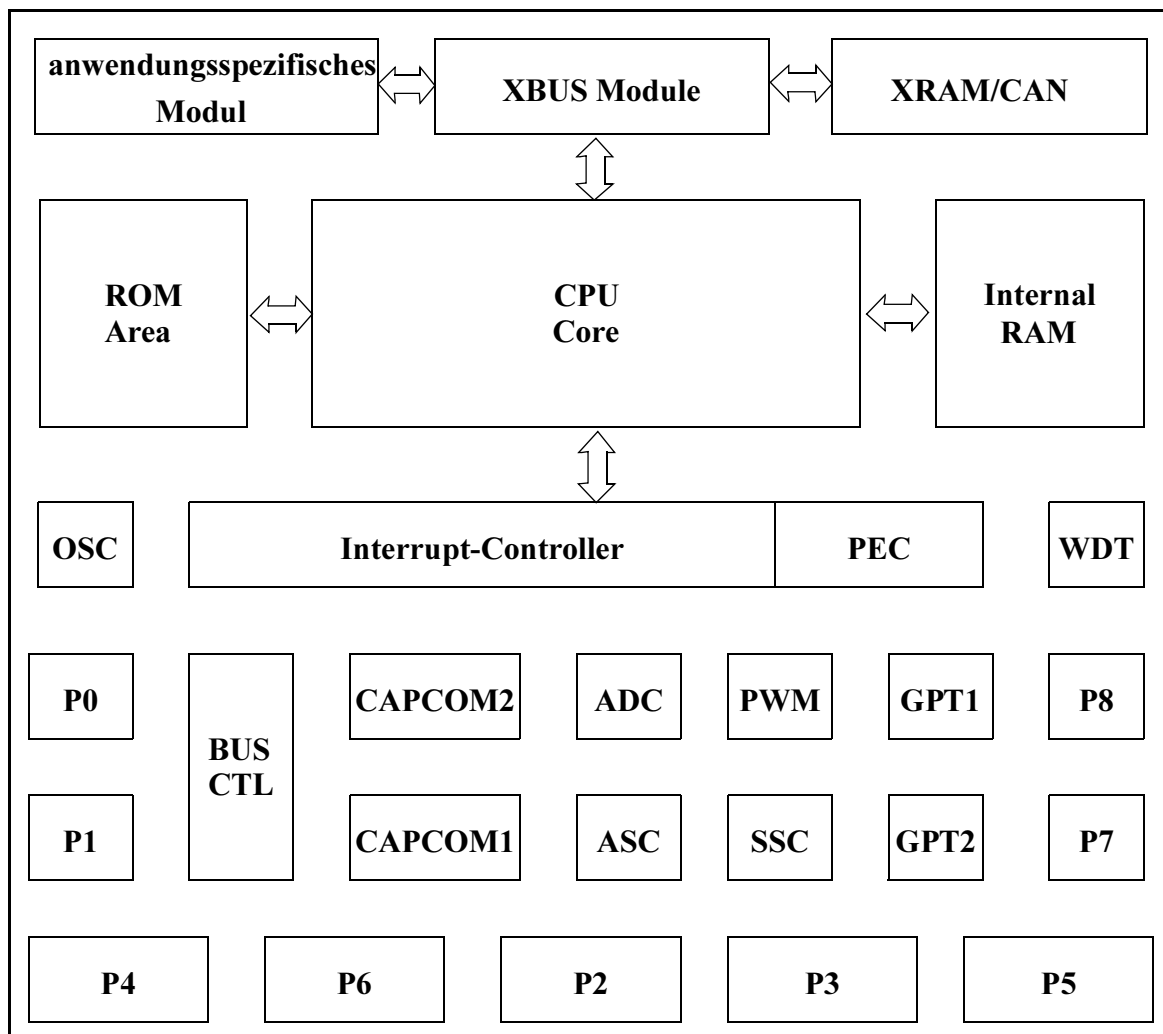 anwendungsspezifisches
Modul
XBUS Module
XRAM/CAN
ROM
Area
CPU
Core
Internal
RAM
OSC
Interrupt-Controller
PEC
WDT
P0
BUS
CTL
CAPCOM2
ADC
PWM
GPT1
P8
P1
CAPCOM1
ASC
SSC
GPT2
P7
P4
P6
P2
P3
P5